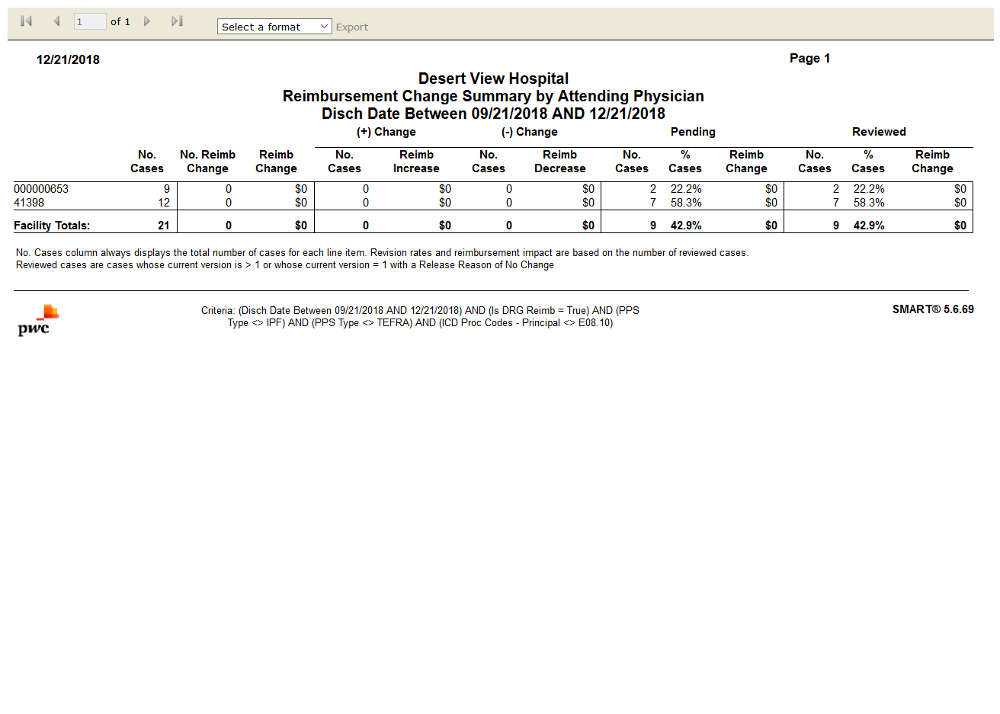 1 of 1 Select a format Export
12/21/2018 Page 1
Desert View Hospital
Reimbursement Change Summary by Attending Physician
Disch Date Between 09/21/2018 AND 12/21/2018
(+) Change (-) Change Pending Reviewed
No. No. Reimb Reimb No. Reimb No. Reimb No. % Reimb No. % Reimb
Cases Change Change Cases Increase Cases Decrease Cases Cases Change Cases Cases Change
000000653 9 0 $0 0 $0 0 $0 2 22.2% $0 2 22.2% $0
41398 12 0 $0 0 $0 0 $0 7 58.3% $0 7 58.3% $0
Facility Totals: 21 0 $0 0 $0 0 $0 9 42.9% $0 9 42.9% $0
No. Cases column always displays the total number of cases for each line item. Revision rates and reimbursement impact are based on the number of reviewed cases.
Reviewed cases are cases whose current version is > 1 or whose current version = 1 with a Release Reason of No Change
pwc
Criteria: (Disch Date Between 09/21/2018 AND 12/21/2018) AND (Is DRG Reimb = True) AND (PPS
Type <> IPF) AND (PPS Type <> TEFRA) AND (ICD Proc Codes - Principal <> E08.10)
SMART® 5.6.69